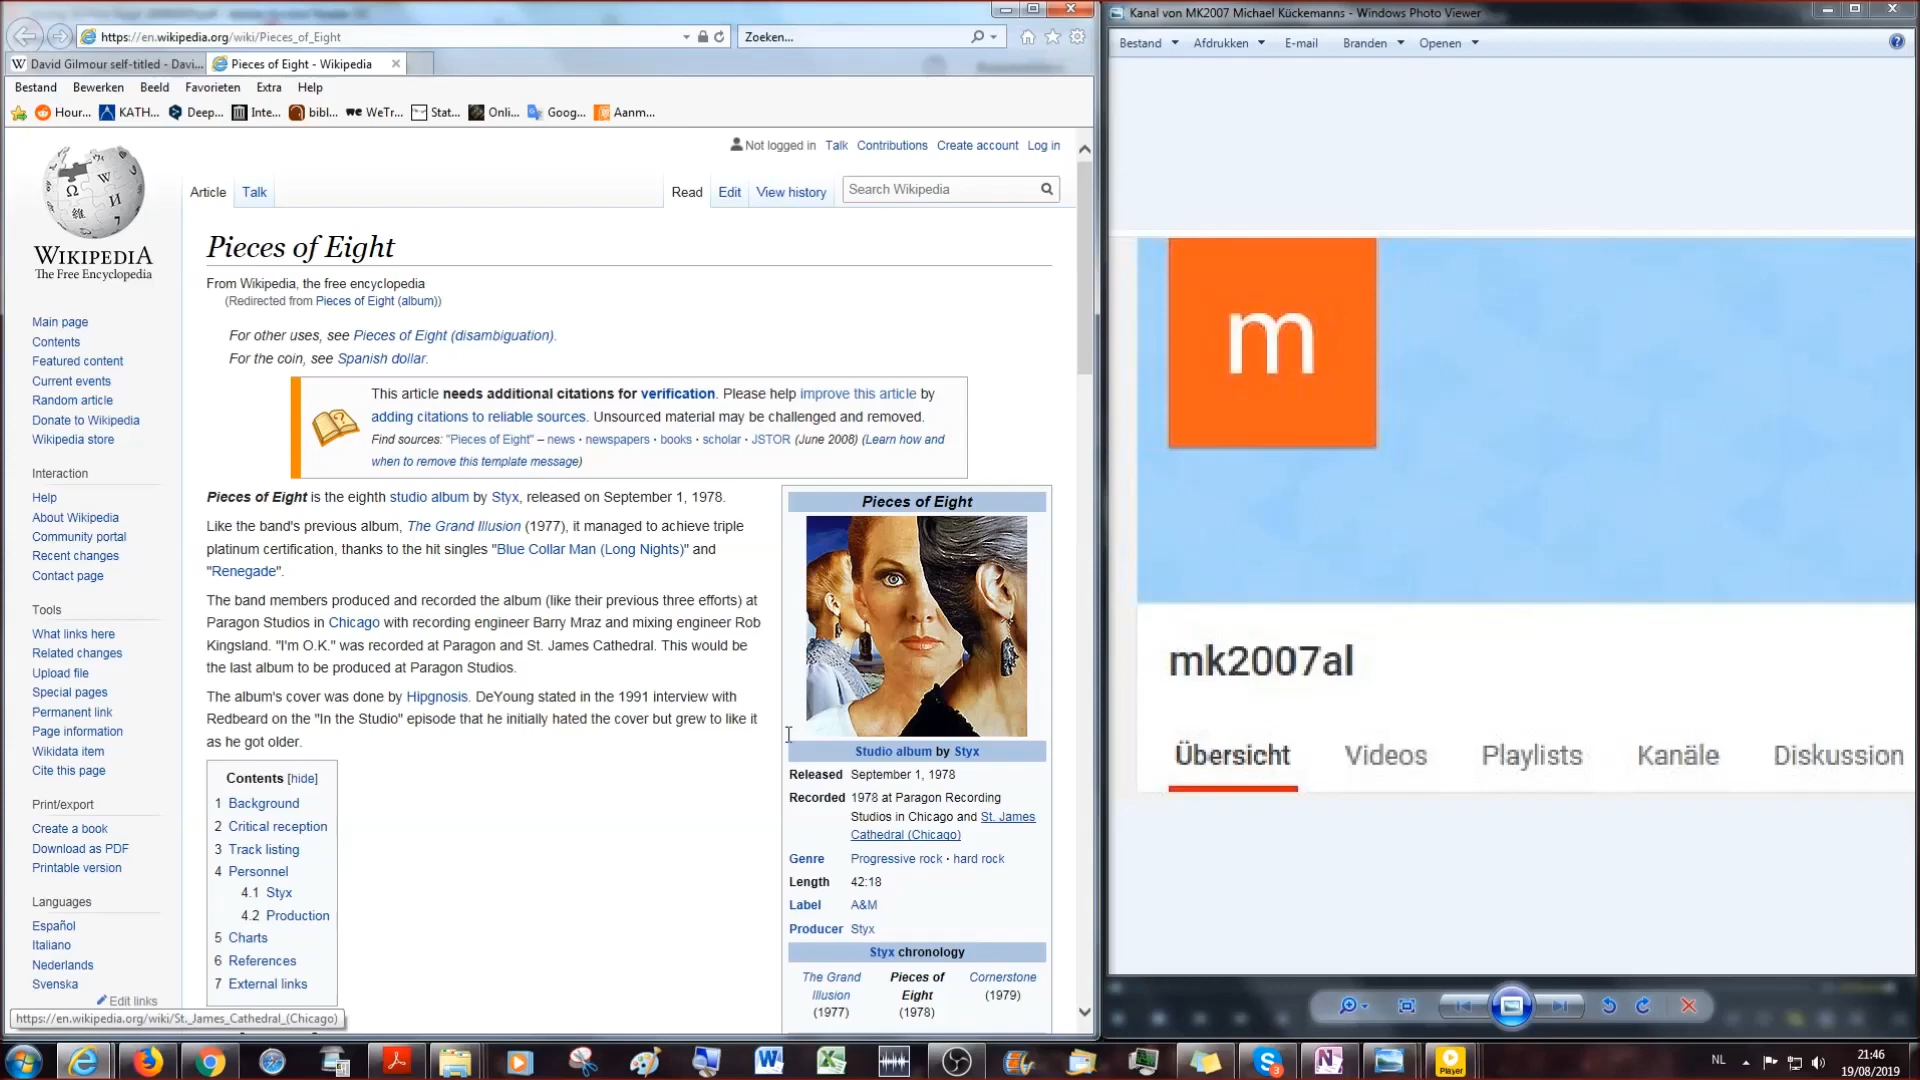 https://en.wikipedia.org/wiki/Pieces_of_Eight
Zoeken...
David Gilmour self-titled - Davi...
Pieces of Eight - Wikipedia
Bestand Bewerken Beeld Favorieten Extra Help
Hour... KATH... Deep... Inte... bibl... WeTr... Stat... Onli... Goog... Aanm...
Not logged in Talk Contributions Create account Log in
Article Talk Read Edit View history Search Wikipedia
WIKIPEDIA
The Free Encyclopedia
Main page
Contents
Featured content
Current events
Random article
Donate to Wikipedia
Wikipedia store
Interaction
Help
About Wikipedia
Community portal
Recent changes
Contact page
Tools
What links here
Related changes
Upload file
Special pages
Permanent link
Page information
Wikidata item
Cite this page
Print/export
Create a book
Download as PDF
Printable version
Languages
Español
Italiano
Nederlands
Svenska
Edit links
https://en.wikipedia.org/wiki/St._James_Cathedral_(Chicago)
Pieces of Eight
From Wikipedia, the free encyclopedia
(Redirected from Pieces of Eight (album))
For other uses, see Pieces of Eight (disambiguation).
For the coin, see Spanish dollar.
This article needs additional citations for verification. Please help improve this article by
adding citations to reliable sources. Unsourced material may be challenged and removed.
Find sources: "Pieces of Eight" – news · newspapers · books · scholar · JSTOR (June 2008) (Learn how and
when to remove this template message)
Pieces of Eight is the eighth studio album by Styx, released on September 1, 1978.
Like the band's previous album, The Grand Illusion (1977), it managed to achieve triple
platinum certification, thanks to the hit singles "Blue Collar Man (Long Nights)" and
"Renegade".
The band members produced and recorded the album (like their previous three efforts) at
Paragon Studios in Chicago with recording engineer Barry Mraz and mixing engineer Rob
Kingsland. "I'm O.K." was recorded at Paragon and St. James Cathedral. This would be
the last album to be produced at Paragon Studios.
The album's cover was done by Hipgnosis. DeYoung stated in the 1991 interview with
Redbeard on the "In the Studio" episode that he initially hated the cover but grew to like it
as he got older.
Contents [hide]
1 Background
2 Critical reception
3 Track listing
4 Personnel
4.1 Styx
4.2 Production
5 Charts
6 References
7 External links
Pieces of Eight
Studio album by Styx
Released September 1, 1978
Recorded 1978 at Paragon Recording
Studios in Chicago and St. James
Cathedral (Chicago)
Genre Progressive rock · hard rock
Length 42:18
Label A&M
Producer Styx
Styx chronology
The Grand Pieces of Cornerstone
Illusion Eight (1979)
(1977) (1978)
Kanal von MK2007 Michael Kückemanns - Windows Photo Viewer
Bestand Afdrukken E-mail Branden Openen
m
mk2007al
Übersicht Videos Playlists Kanäle Diskussion
3
Player
NL
21:46
19/08/2019